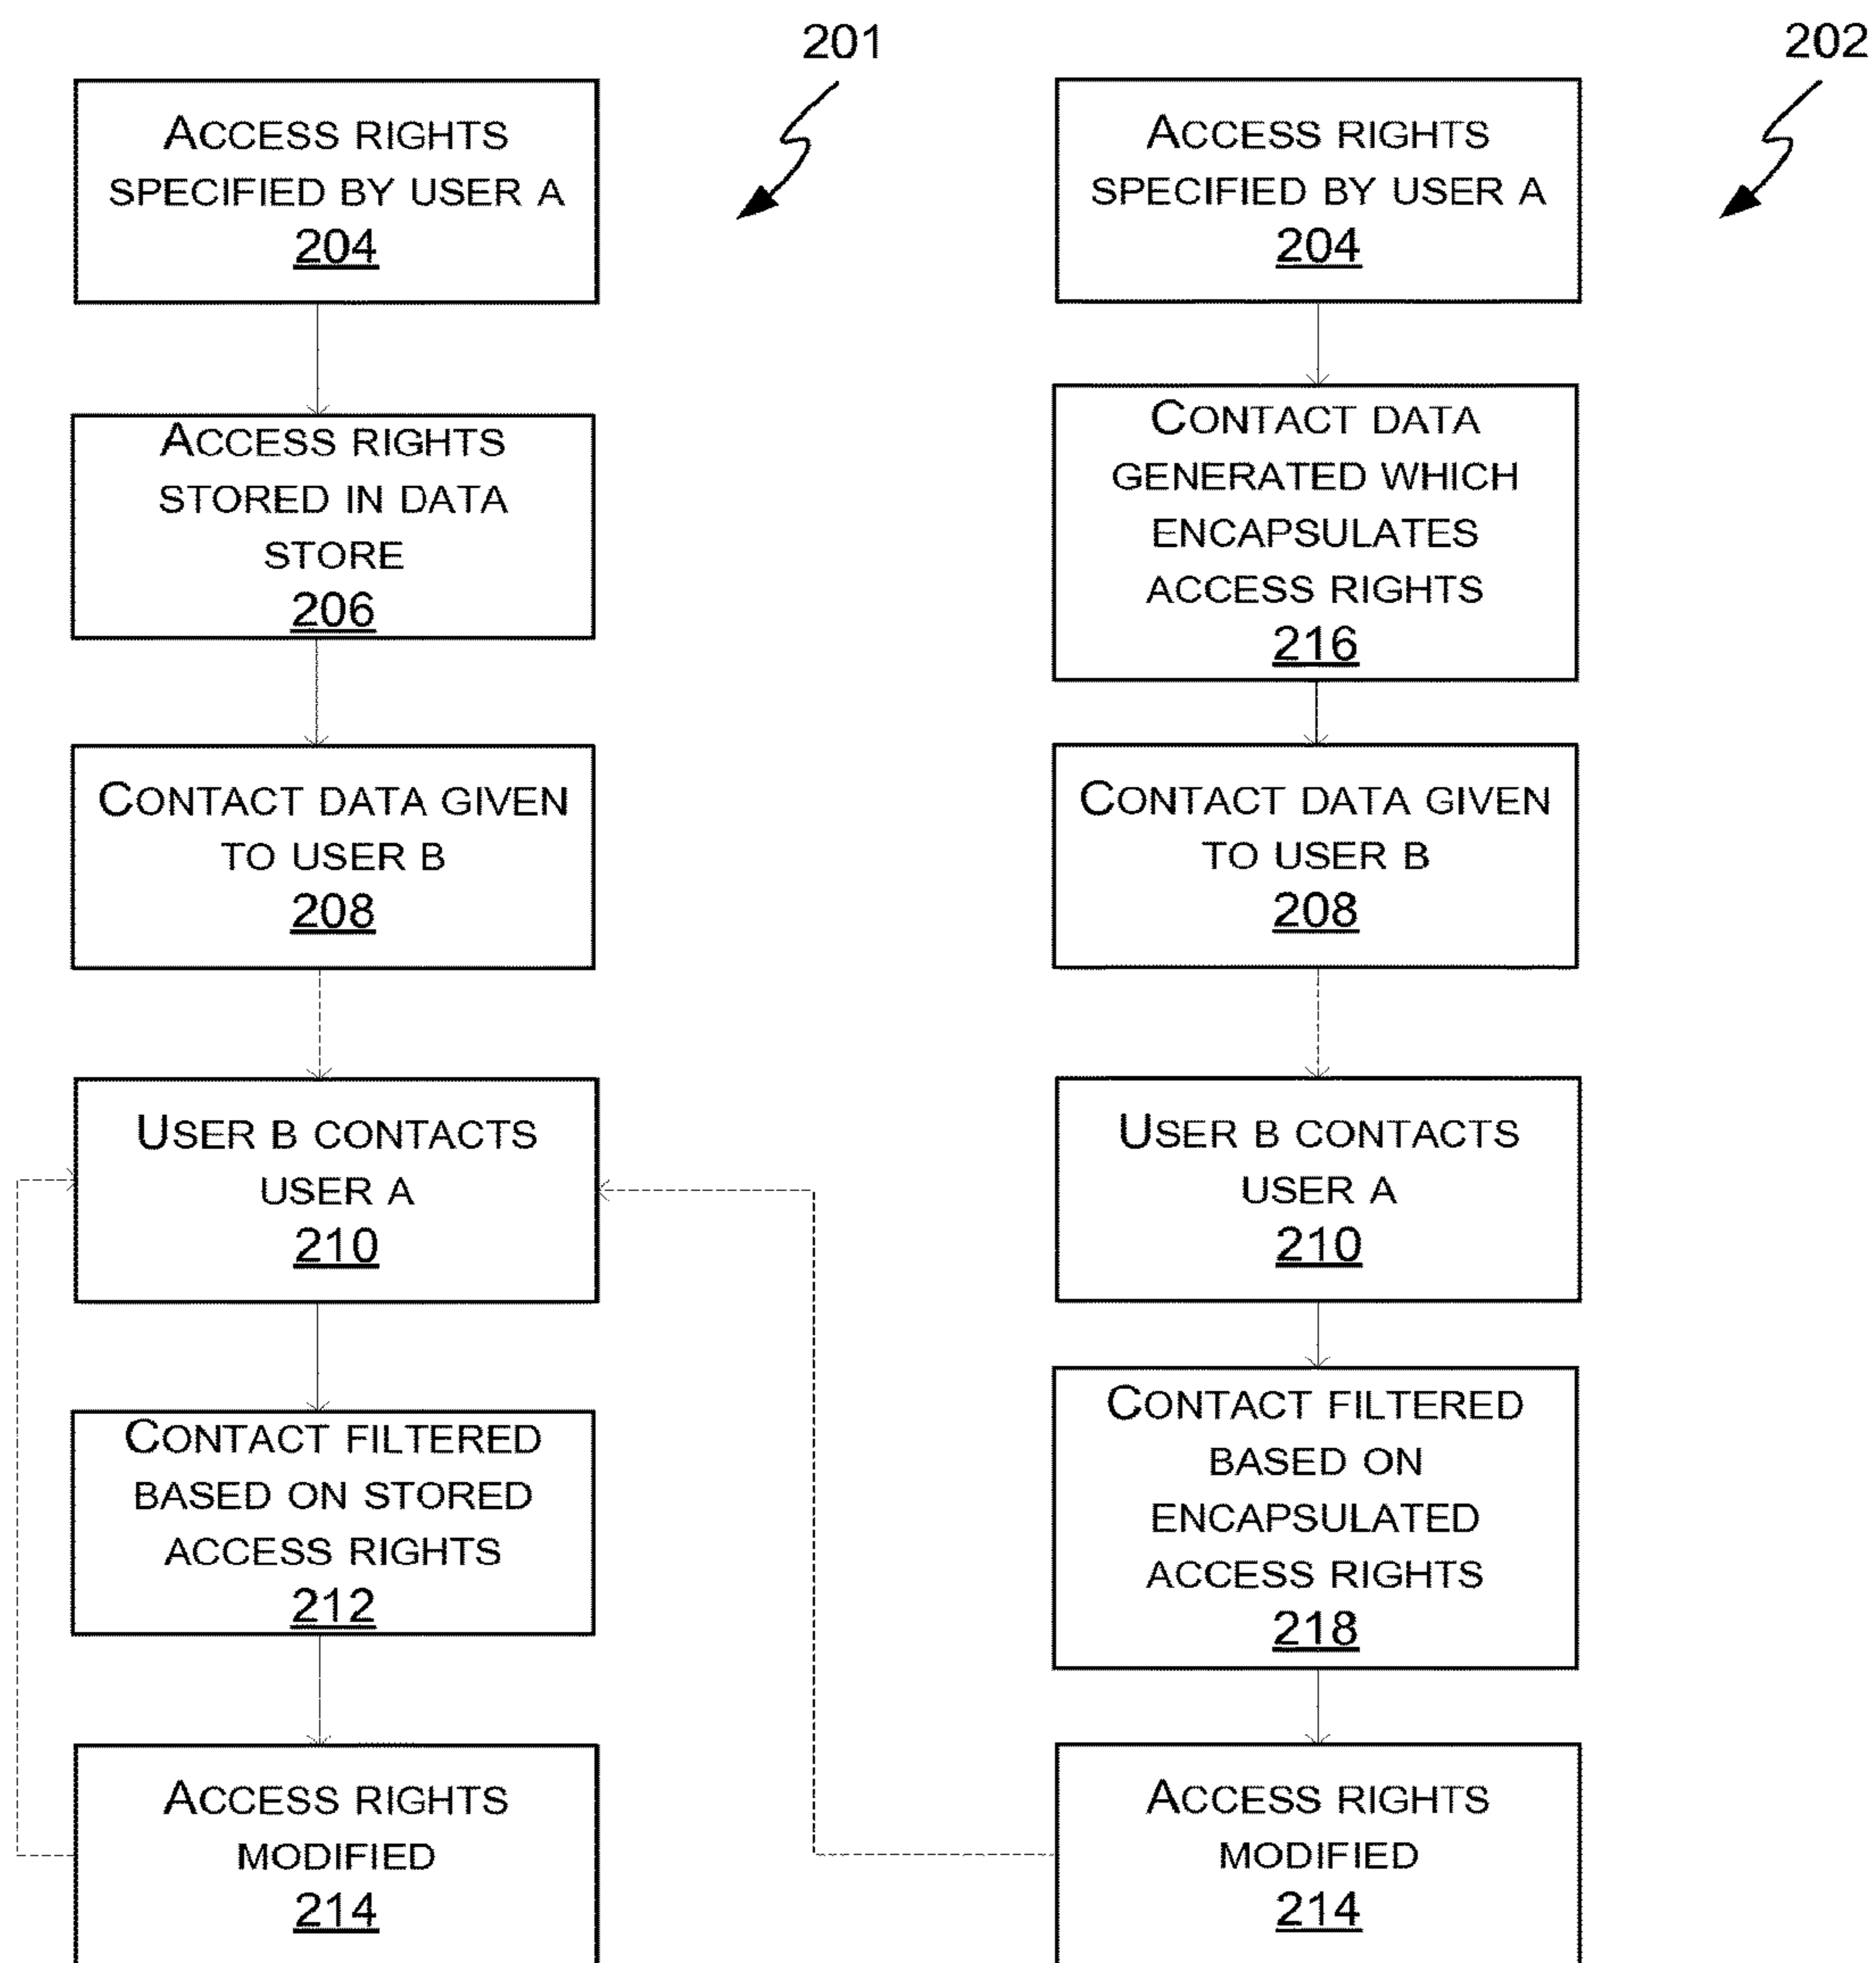 201
ACCESS RIGHTS
SPECIFIED BY USER A
204
ACCESS RIGHTS
STORED IN DATA
STORE
206
CONTACT DATA GIVEN
TO USER B
208
USER B CONTACTS
USER A
210
CONTACT FILTERED
BASED ON STORED
ACCESS RIGHTS
212
ACCESS RIGHTS
MODIFIED
214
202
ACCESS RIGHTS
SPECIFIED BY USER A
204
CONTACT DATA
GENERATED WHICH
ENCAPSULATES
ACCESS RIGHTS
216
CONTACT DATA GIVEN
TO USER B
208
USER B CONTACTS
USER A
210
CONTACT FILTERED
BASED ON
ENCAPSULATED
ACCESS RIGHTS
218
ACCESS RIGHTS
MODIFIED
214